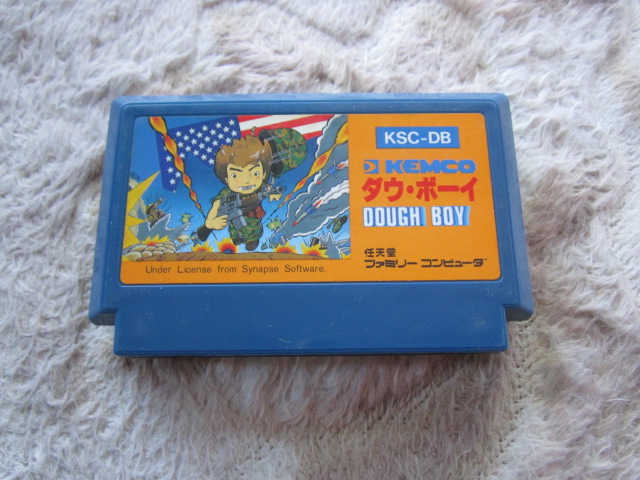 KSC-DB
KEMCO
ダウ・ボーイ
DOUGH BOY
任天堂
ファミリー コンピュータ
Under License from Synapse Software.